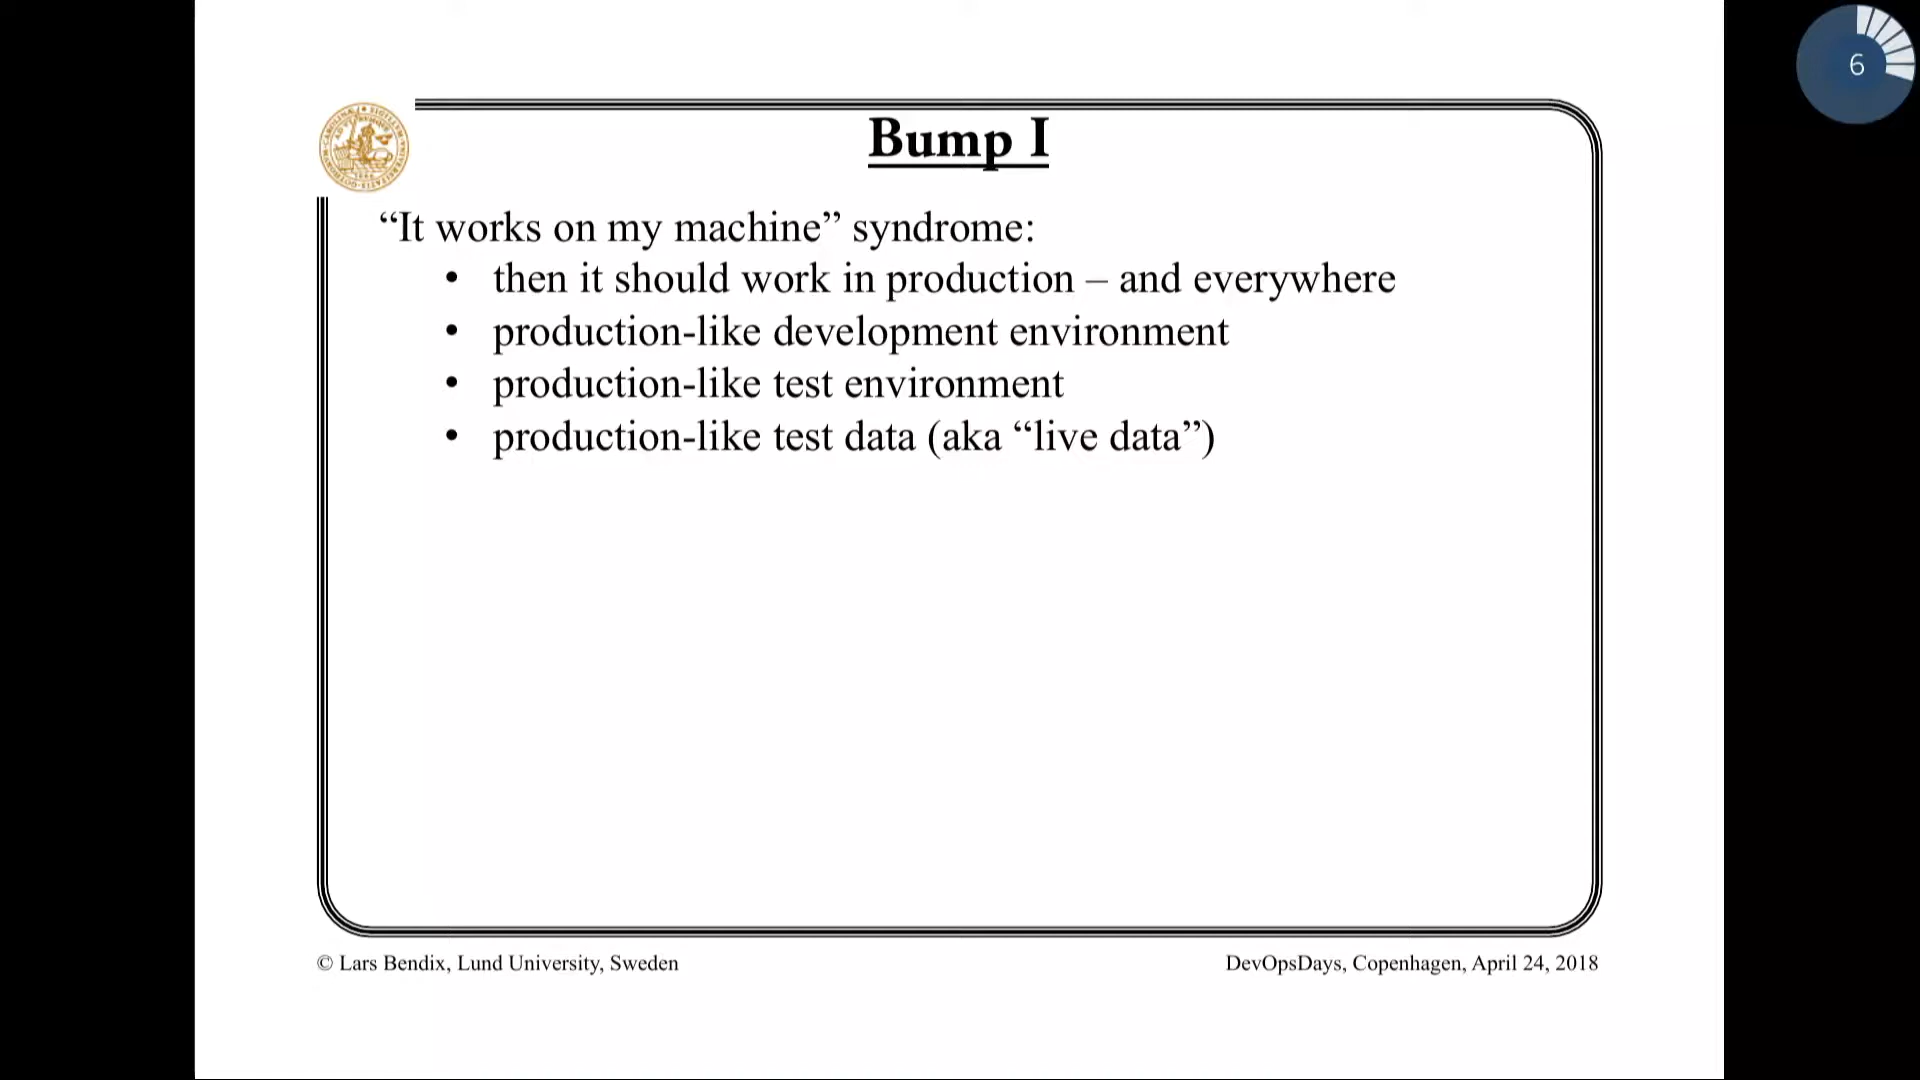 6
Bump I
“It works on my machine” syndrome:
• then it should work in production – and everywhere
• production-like development environment
• production-like test environment
• production-like test data (aka “live data”)
© Lars Bendix, Lund University, Sweden
DevOpsDays, Copenhagen, April 24, 2018